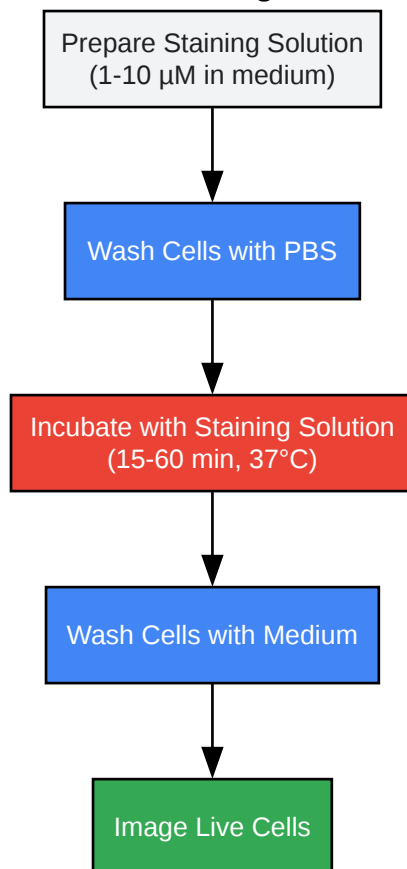 Prepare Staining Solution
(1-10 µM in medium)
Wash Cells with PBS
Incubate with Staining Solution
(15-60 min, 37°C)
Wash Cells with Medium
Image Live Cells